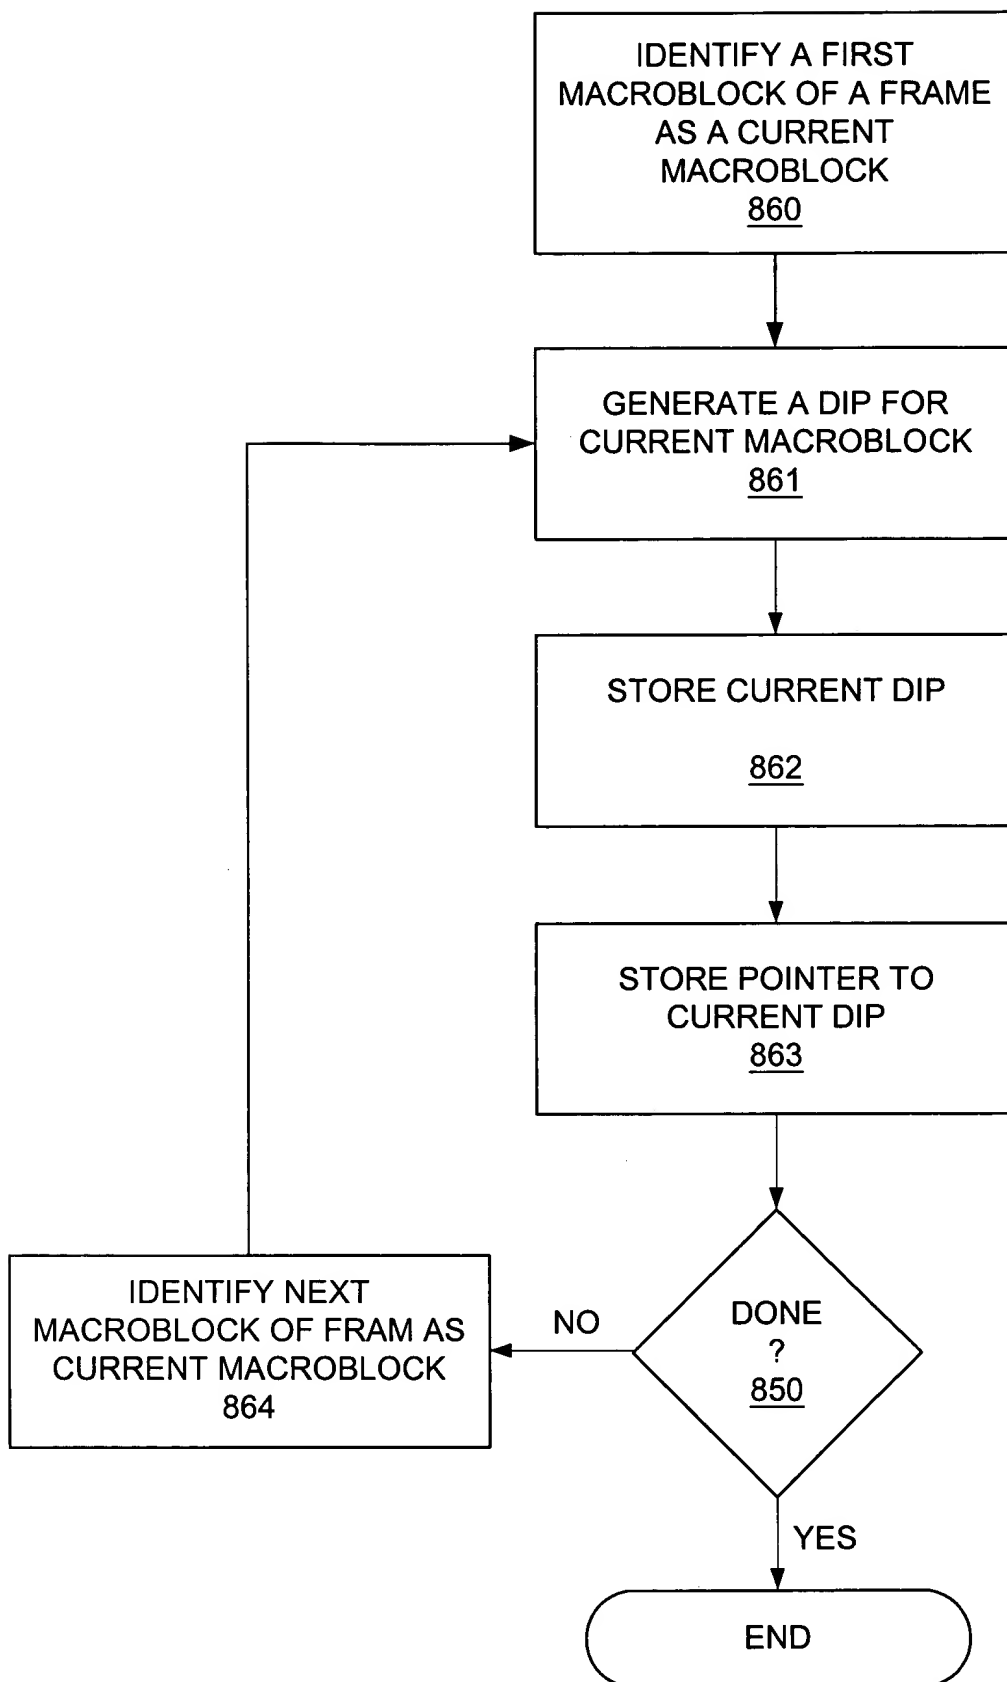 IDENTIFY A FIRST
MACROBLOCK OF A FRAME
AS A CURRENT
MACROBLOCK
860
GENERATE A DIP FOR
CURRENT MACROBLOCK
861
STORE CURRENT DIP
862
STORE POINTER TO
CURRENT DIP
863
DONE
?
850
NO
IDENTIFY NEXT
MACROBLOCK OF FRAM AS
CURRENT MACROBLOCK
864
YES
END